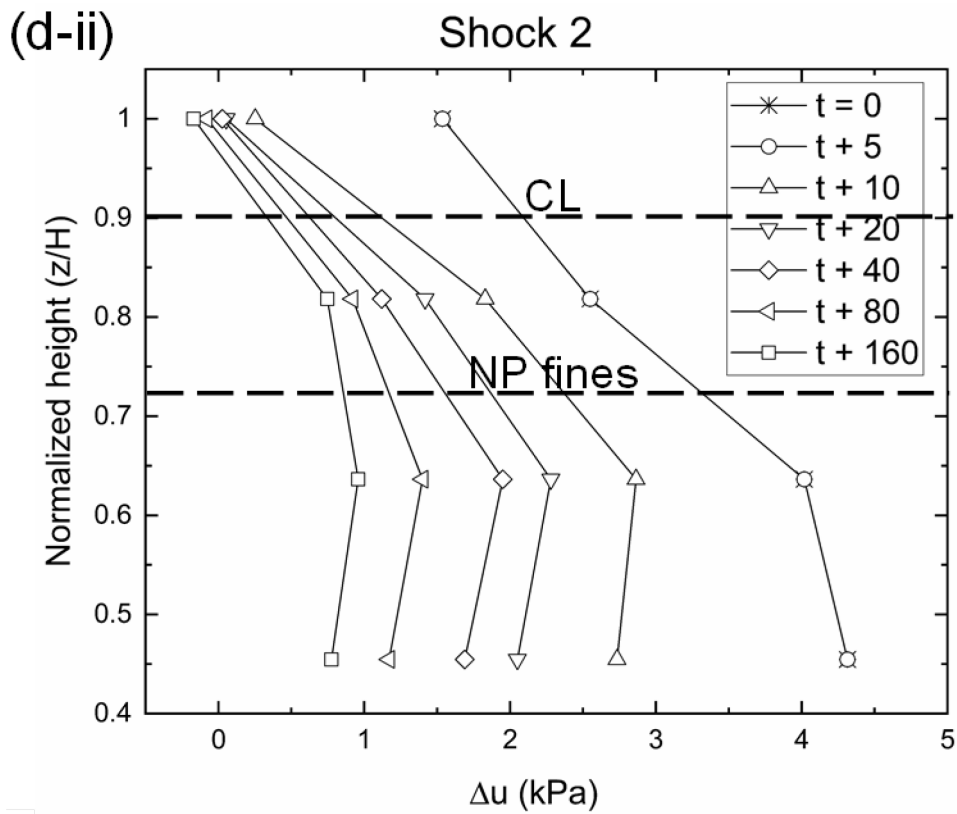 (d-ii)
Shock 2
t = 0
t + 5
t + 10
t + 20
t + 40
t + 80
t + 160
CL
NP fines
Normalized height (z/H)
1
0.9
0.8
0.7
0.6
0.5
0.4
0 1 2 3 4 5
Δu (kPa)